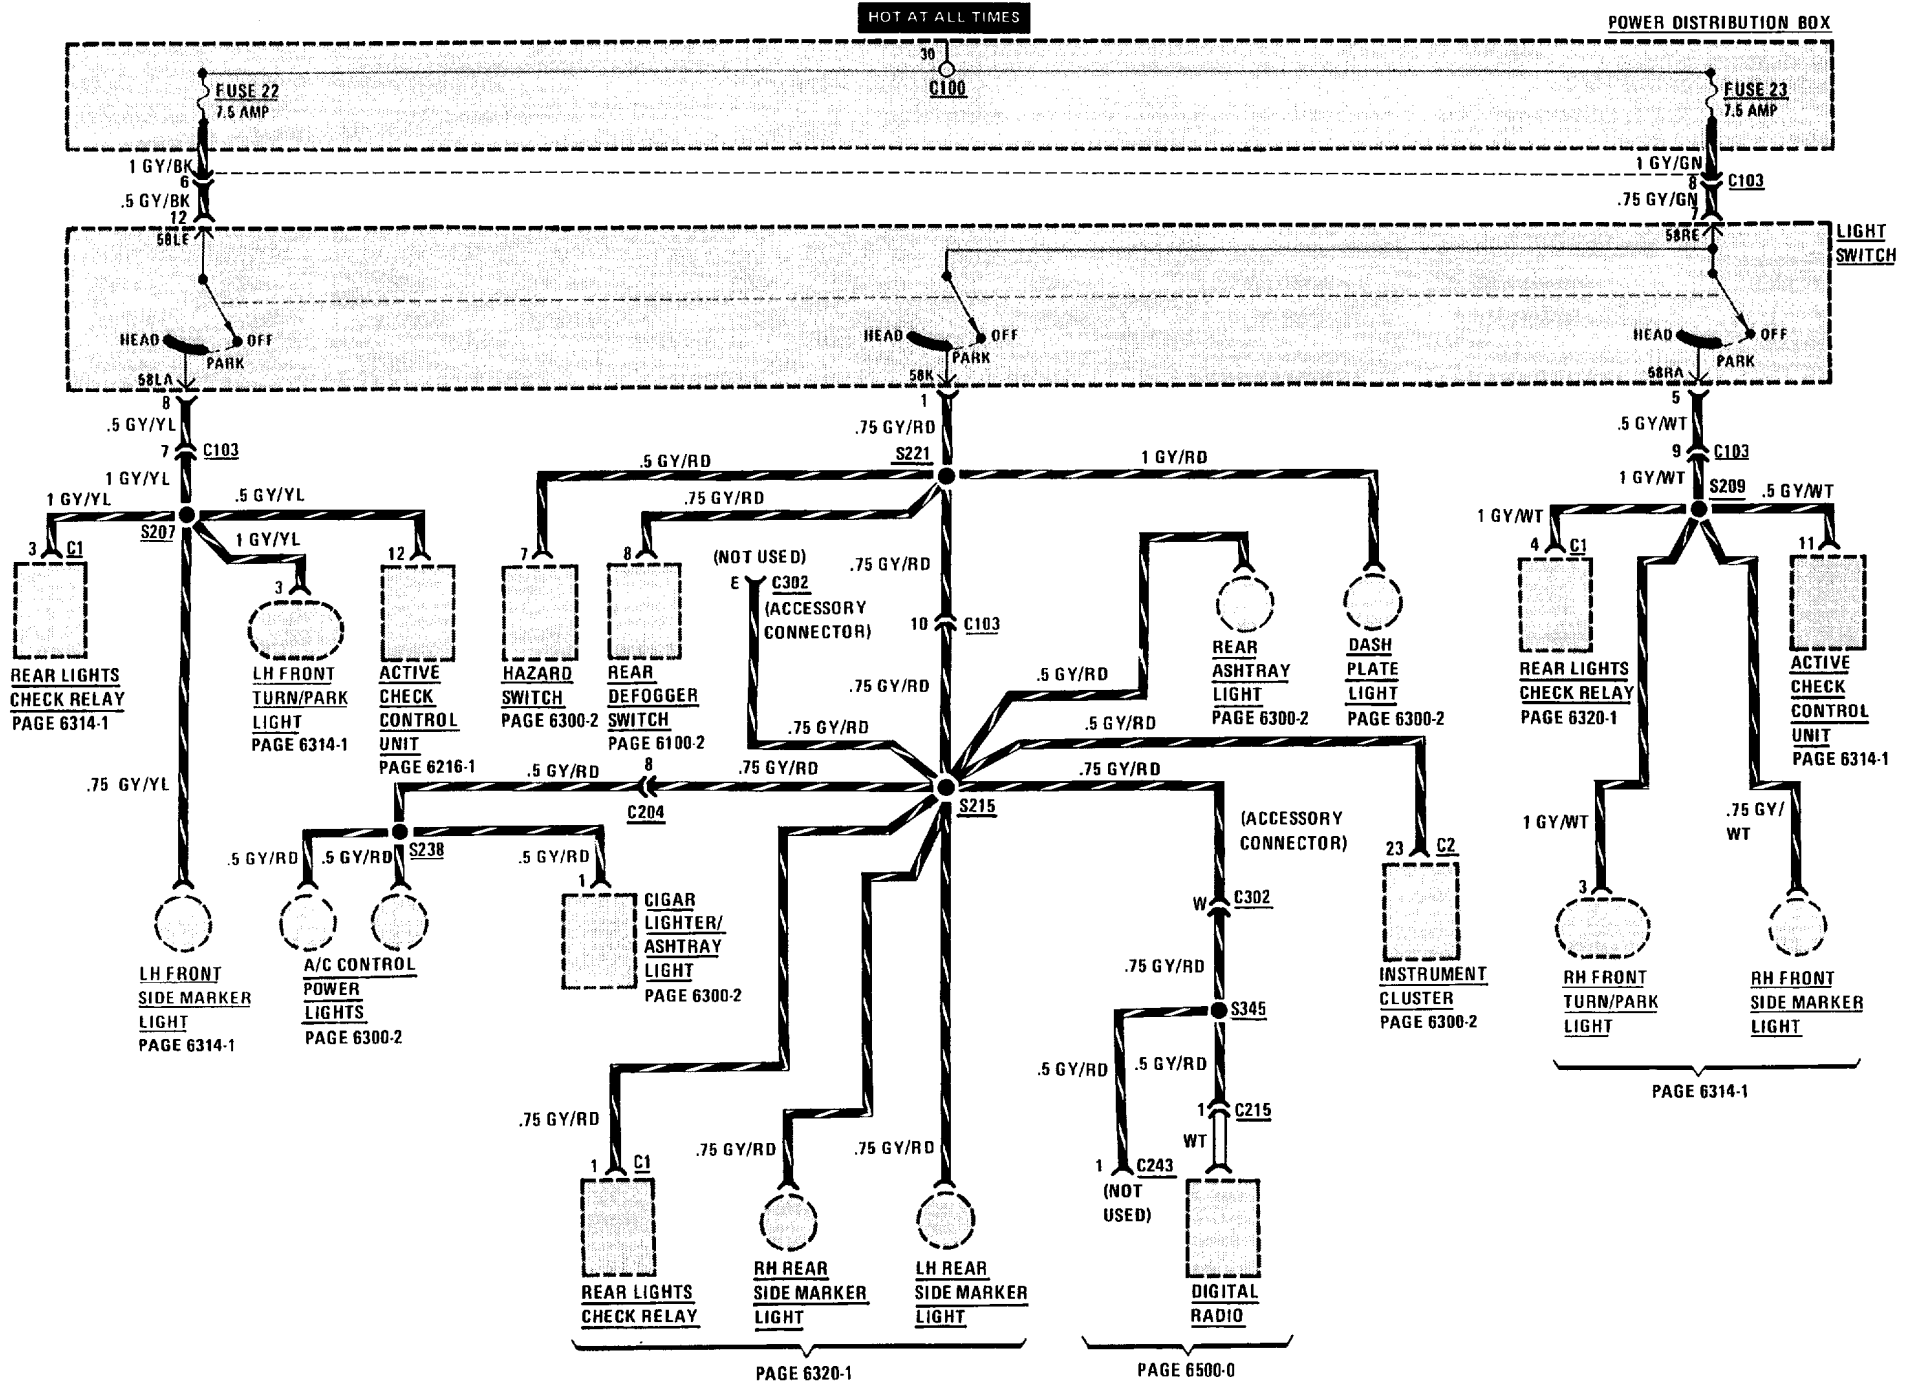 HOT AT ALL TIMES
POWER DISTRIBUTION BOX
30
C100
FUSE 22
7.5 AMP
FUSE 23
7.5 AMP
1 GY/BK
6
.5 GY/BK
12
1 GY/GN
8
C103
.75 GY/GN
7
58LE
58RE
LIGHT
SWITCH
HEAD
OFF
PARK
58LA
HEAD
OFF
PARK
58K
HEAD
OFF
PARK
58RA
8
.5 GY/YL
7
C103
1 GY/YL
1 GY/YL
.5 GY/YL
S207
1 GY/YL
3
C1
3
12
REAR LIGHTS
CHECK RELAY
PAGE 6314-1
LH FRONT
TURN/PARK
LIGHT
PAGE 6314-1
ACTIVE
CHECK
CONTROL
UNIT
PAGE 6216-1
.75 GY/YL
LH FRONT
SIDE MARKER
LIGHT
PAGE 6314-1
1
.75 GY/RD
S221
.5 GY/RD
1 GY/RD
.75 GY/RD
7
8
HAZARD
SWITCH
PAGE 6300-2
REAR
DEFOGGER
SWITCH
PAGE 6100-2
(NOT USED)
E
C302
(ACCESSORY
CONNECTOR)
.75 GY/RD
10
C103
.75 GY/RD
.75 GY/RD
.5 GY/RD
REAR
ASHTRAY
LIGHT
PAGE 6300-2
DASH
PLATE
LIGHT
PAGE 6300-2
.5 GY/RD
.5 GY/RD
8
C204
.75 GY/RD
S215
.75 GY/RD
S238
.5 GY/RD
.5 GY/RD
.5 GY/RD
1
A/C CONTROL
POWER
LIGHTS
PAGE 6300-2
CIGAR
LIGHTER/
ASHTRAY
LIGHT
PAGE 6300-2
(ACCESSORY
CONNECTOR)
W
C302
.75 GY/RD
S345
.5 GY/RD
.5 GY/RD
1
C215
WT
1
C243
(NOT
USED)
DIGITAL
RADIO
PAGE 6500-0
23
C2
INSTRUMENT
CLUSTER
PAGE 6300-2
.75 GY/RD
1
C1
.75 GY/RD
.75 GY/RD
REAR LIGHTS
CHECK RELAY
RH REAR
SIDE MARKER
LIGHT
LH REAR
SIDE MARKER
LIGHT
PAGE 6320-1
5
.5 GY/WT
9
C103
1 GY/WT
S209
.5 GY/WT
1 GY/WT
4
C1
11
REAR LIGHTS
CHECK RELAY
PAGE 6320-1
ACTIVE
CHECK
CONTROL
UNIT
PAGE 6314-1
1 GY/WT
.75 GY/
WT
3
RH FRONT
TURN/PARK
LIGHT
RH FRONT
SIDE MARKER
LIGHT
PAGE 6314-1